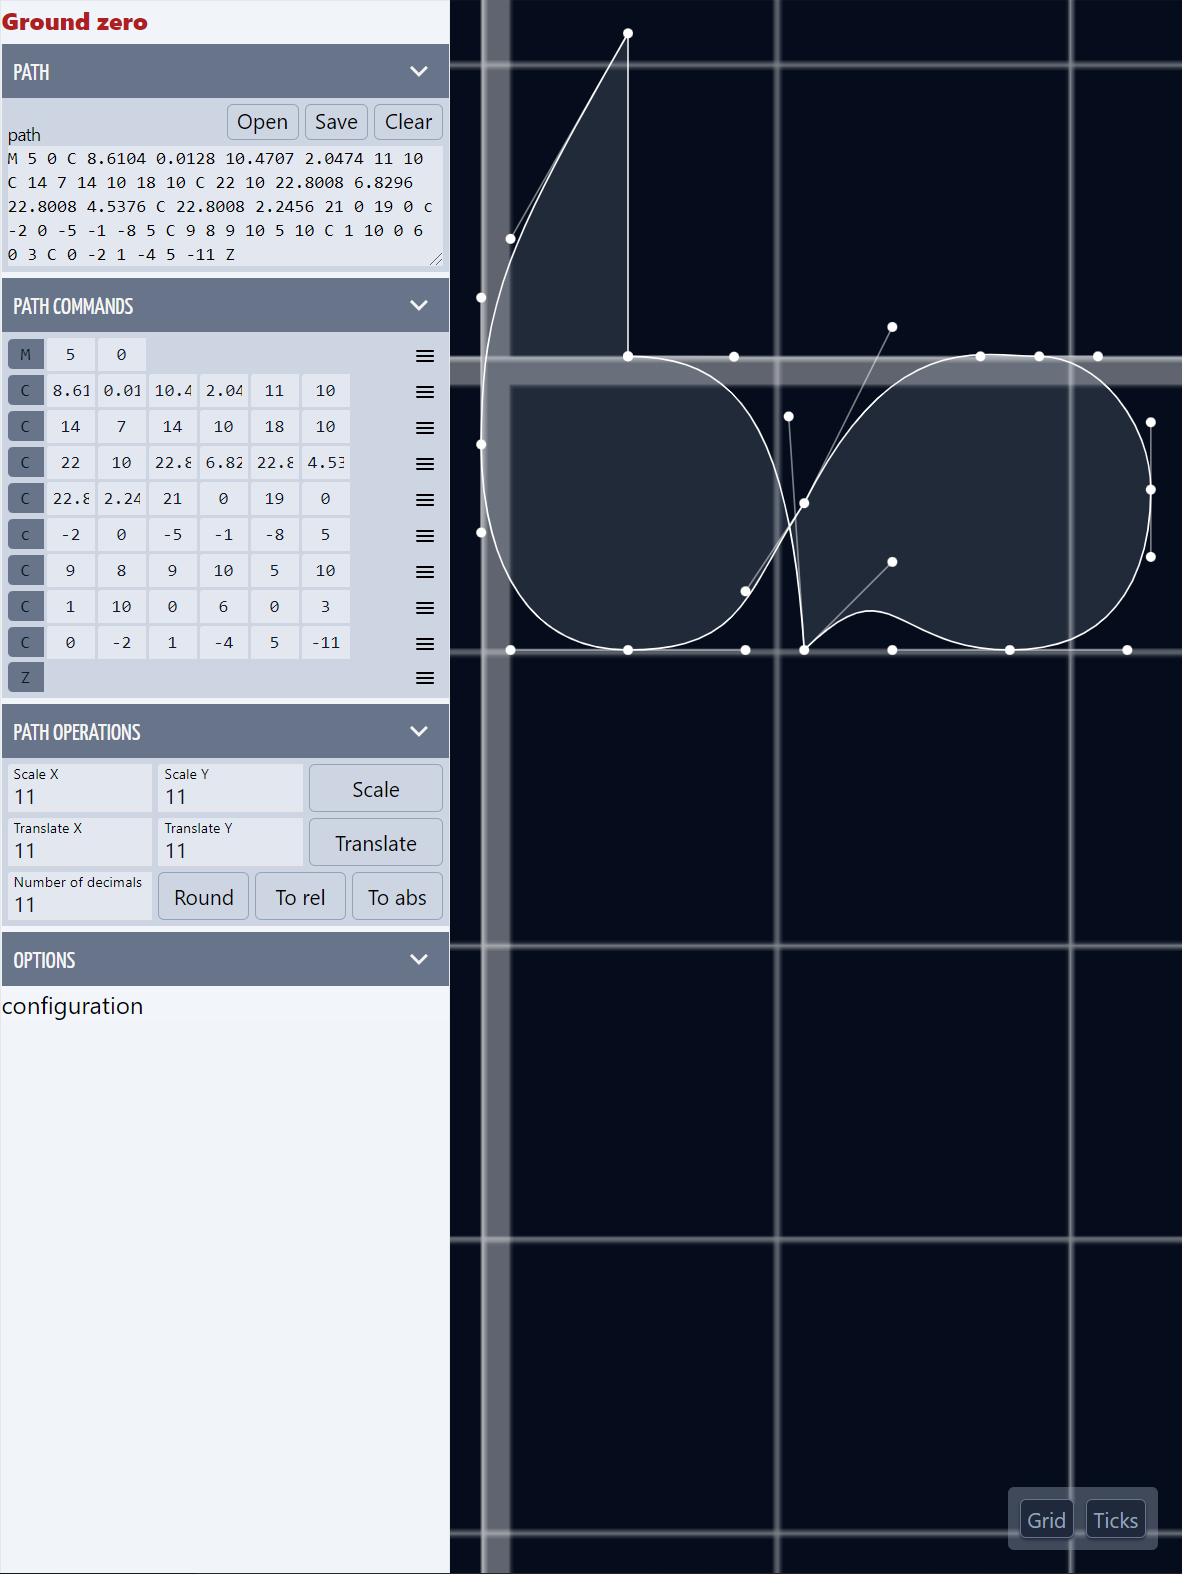 Ground zero
PATH
Open Save Clear
path
M 5 0 C 8.6104 0.0128 10.4707 2.0474 11 10
C 14 7 14 10 18 10 C 22 10 22.8008 6.8296
22.8008 4.5376 C 22.8008 2.2456 21 0 19 0 c
-2 0 -5 -1 -8 5 C 9 8 9 10 5 10 C 1 10 0 6
0 3 C 0 -2 1 -4 5 -11 Z
PATH COMMANDS
M 5 0
C 8.61 0.01 10.4 2.04 11 10
C 14 7 14 10 18 10
C 22 10 22.8 6.82 22.8 4.53
C 22.8 2.24 21 0 19 0
c -2 0 -5 -1 -8 5
C 9 8 9 10 5 10
C 1 10 0 6 0 3
C 0 -2 1 -4 5 -11
Z
PATH OPERATIONS
Scale X Scale Y
11 11 Scale
Translate X Translate Y
11 11 Translate
Number of decimals
11 Round To rel To abs
OPTIONS
configuration
Grid Ticks